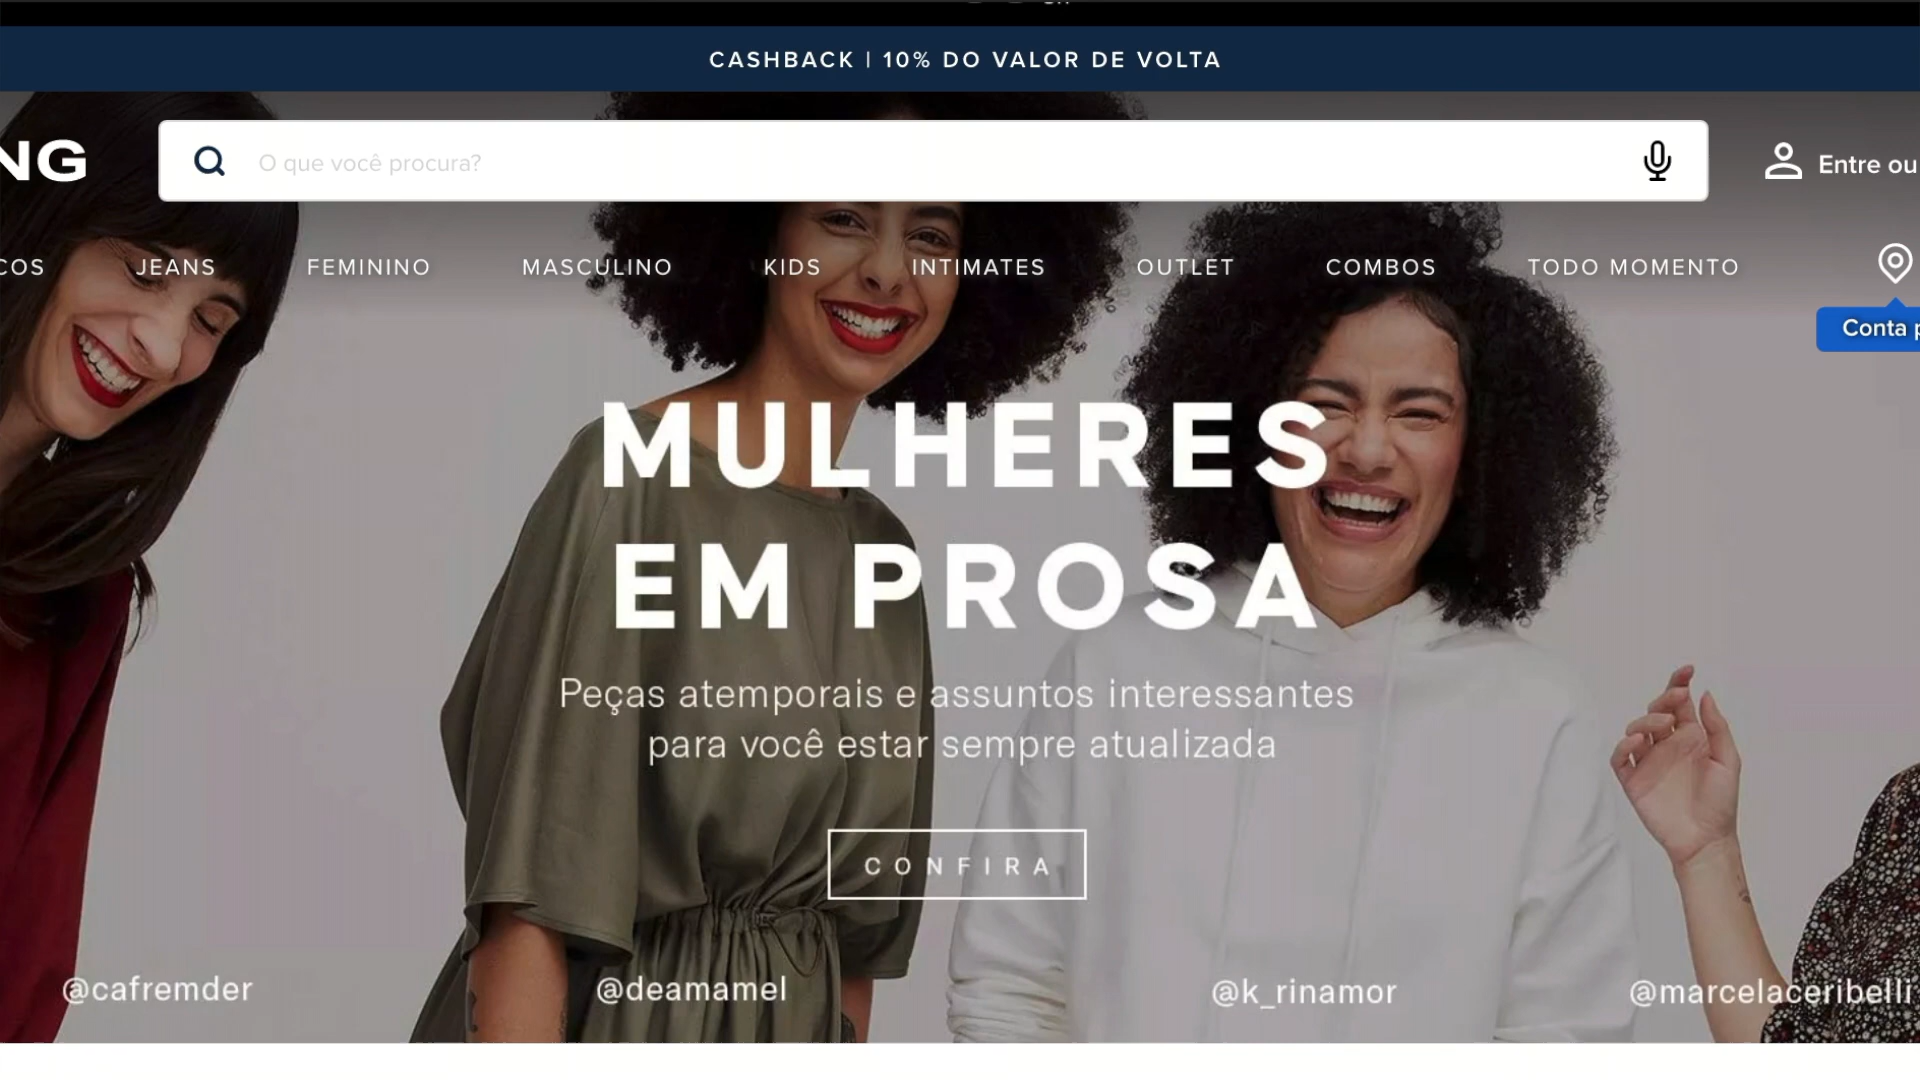 CASHBACK | 10% DO VALOR DE VOLTA
NG
O que você procura?
Entre ou
COS JEANS FEMININO MASCULINO KIDS INTIMATES OUTLET COMBOS TODO MOMENTO
Conta p
MULHERES
EM PROSA
Peças atemporais e assuntos interessantes
para você estar sempre atualizada
CONFIRA
@cafremder @deamamel @k_rinamor @marcelaceribelli